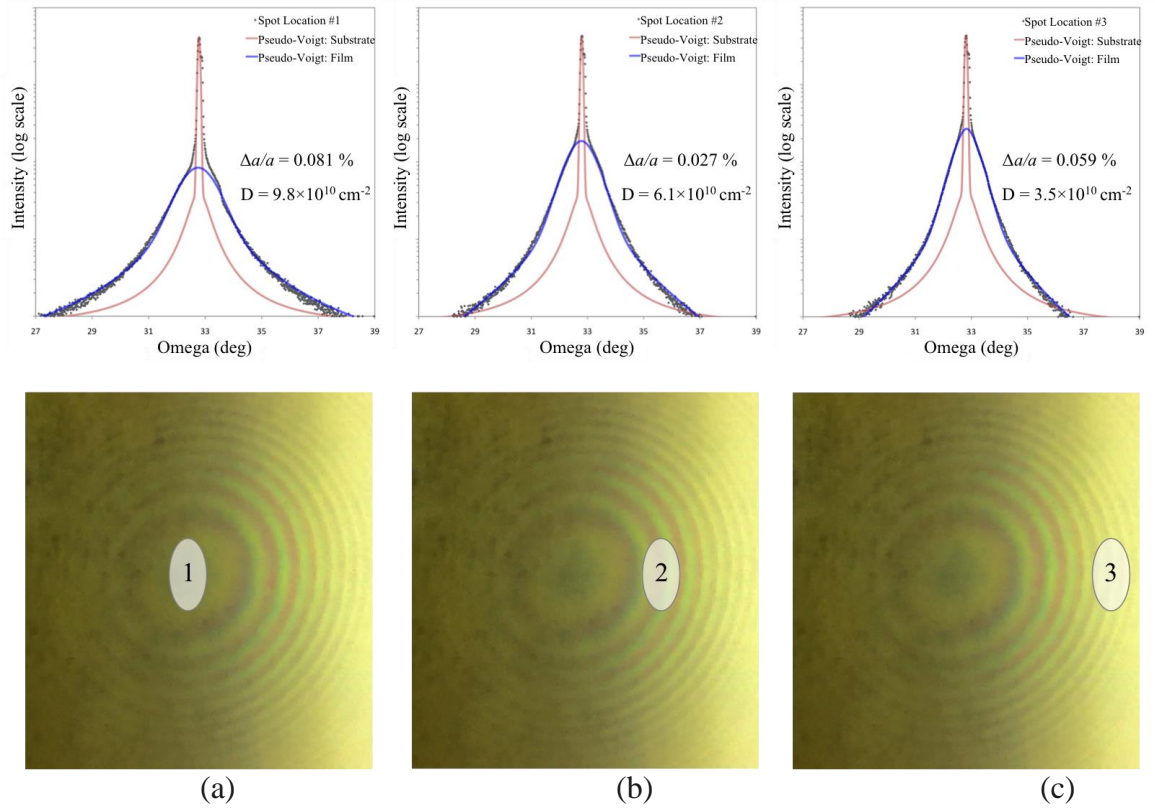 Spot Location #1
Pseudo-Voigt: Substrate
Pseudo-Voigt: Film
Intensity (log scale)
Δa/a = 0.081 %
D = 9.8×10¹⁰ cm⁻²
27 29 31 33 35 37 39
Omega (deg)
Spot Location #2
Pseudo-Voigt: Substrate
Pseudo-Voigt: Film
Intensity (log scale)
Δa/a = 0.027 %
D = 6.1×10¹⁰ cm⁻²
27 29 31 33 35 37 39
Omega (deg)
Spot Location #3
Pseudo-Voigt: Substrate
Pseudo-Voigt: Film
Intensity (log scale)
Δa/a = 0.059 %
D = 3.5×10¹⁰ cm⁻²
27 29 31 33 35 37 39
Omega (deg)
1
2
3
(a)
(b)
(c)